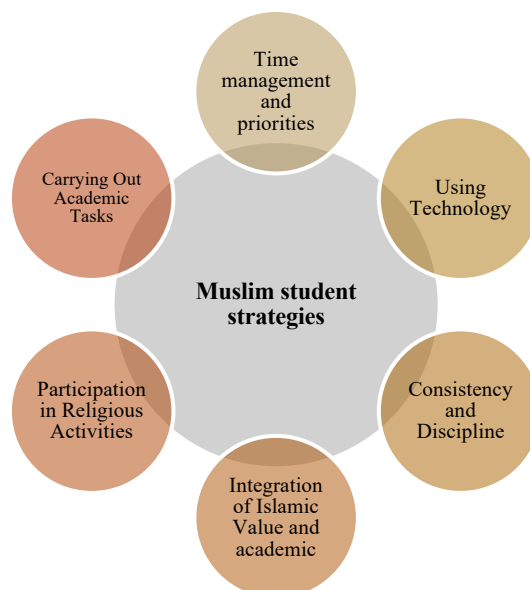 Time
management
and
priorities
Using
Technology
Consistency
and
Discipline
Integration
of Islamic
Value and
academic
Participation
in Religious
Activities
Carrying Out
Academic
Tasks
Muslim student
strategies